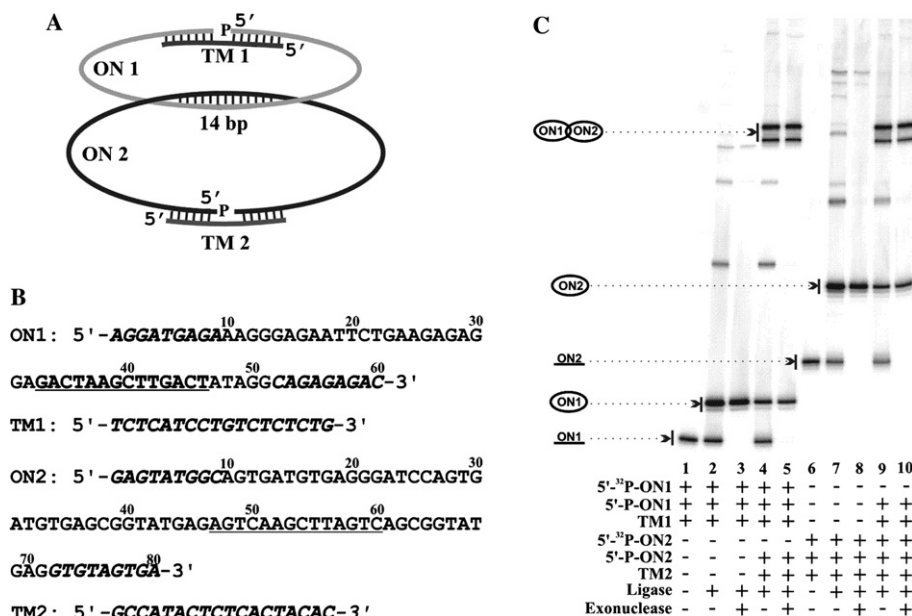 A
P
5'
TM 1
5'
ON 1
14 bp
ON 2
5'
5'
P
TM 2
B
10 20 30
ON1: 5'-AGGATGAGAAAGGGAGAATTCTGAAGAGAG
40 50 60
GAGACTAAGCTTGACTATAGGCAGAGAGAC-3'
TM1: 5'-TCTCATCCTGTCTCTCTG-3'
10 20 30
ON2: 5'-GAGTATGGCAGTGATGTGAGGGATCCAGTG
40 50 60
ATGTGAGCGGTATGAGAGTCAAGCTTAGTCAGCGGTAT
70 80
GAGGTGTAGTGA-3'
TM2: 5'-GCCATACTCTCACTACAC-3'
C
ON1 ON2
ON2
ON2
ON1
ON1
1 2 3 4 5 6 7 8 9 10
5'-³²P-ON1 + + + + + - - - - -
5'-P-ON1 + + + + + - - - + +
TM1 + + + + + - - - + +
5'-³²P-ON2 - - - - - + + + + +
5'-P-ON2 - - - + + + + + + +
TM2 - - - + + + + + + +
Ligase - + + + + - + + + +
Exonuclease - - + - + - - + - +